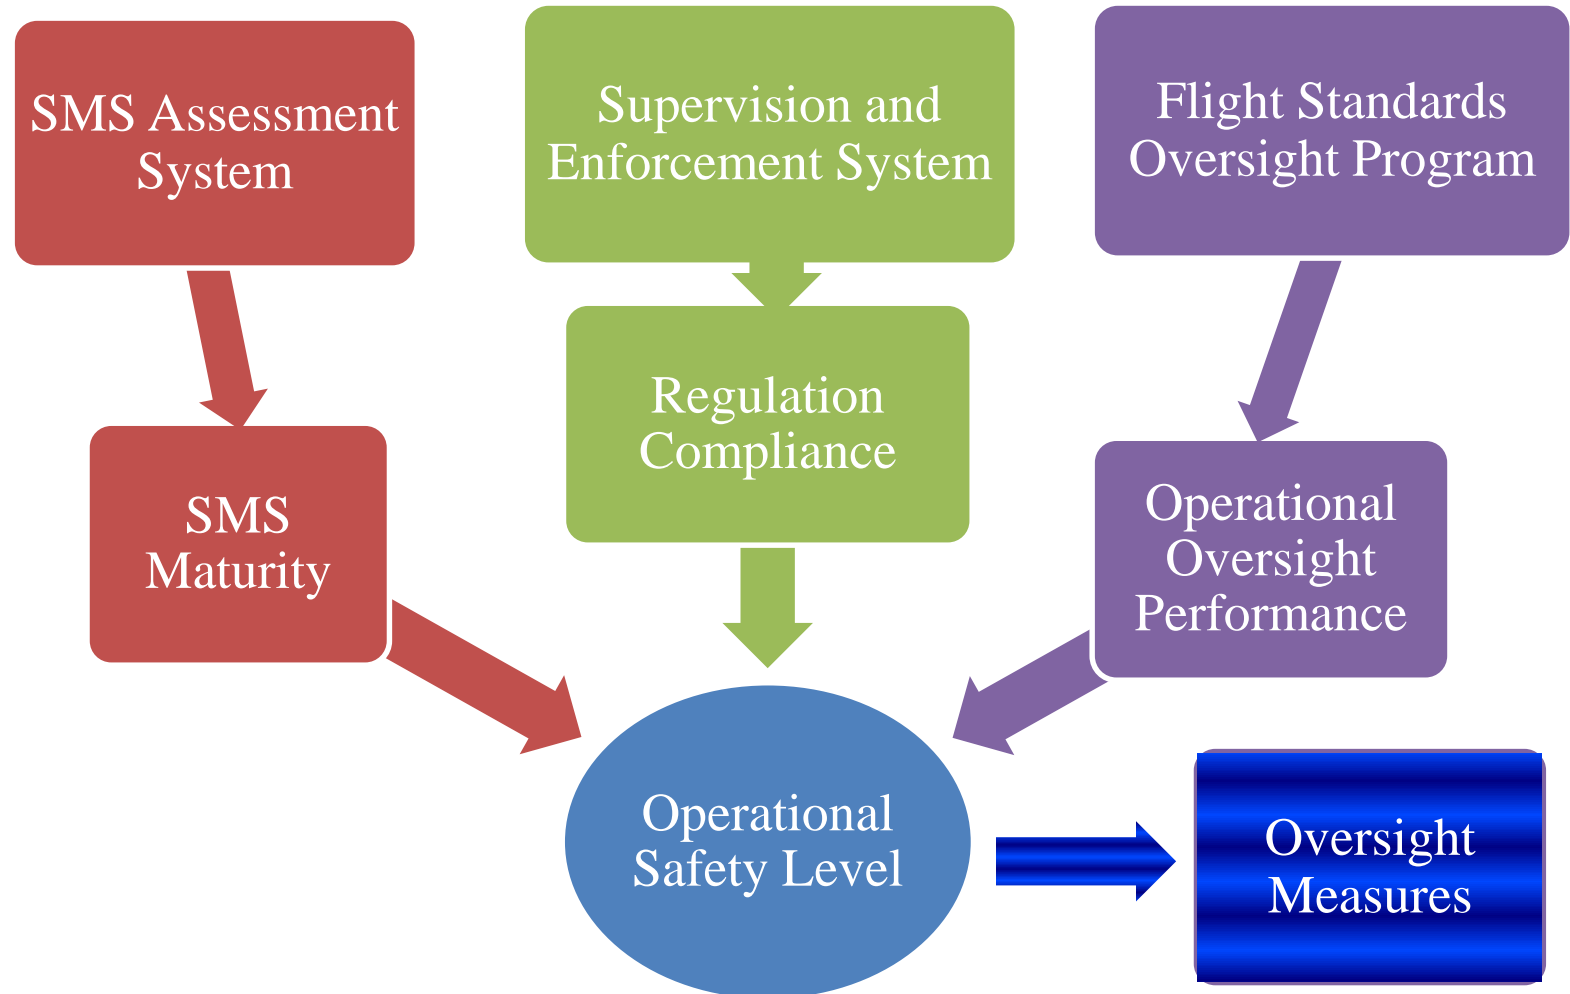 SMS Assessment
System
Supervision and
Enforcement System
Flight Standards
Oversight Program
Regulation
Compliance
SMS
Maturity
Operational
Oversight
Performance
Operational
Safety Level
Oversight
Measures